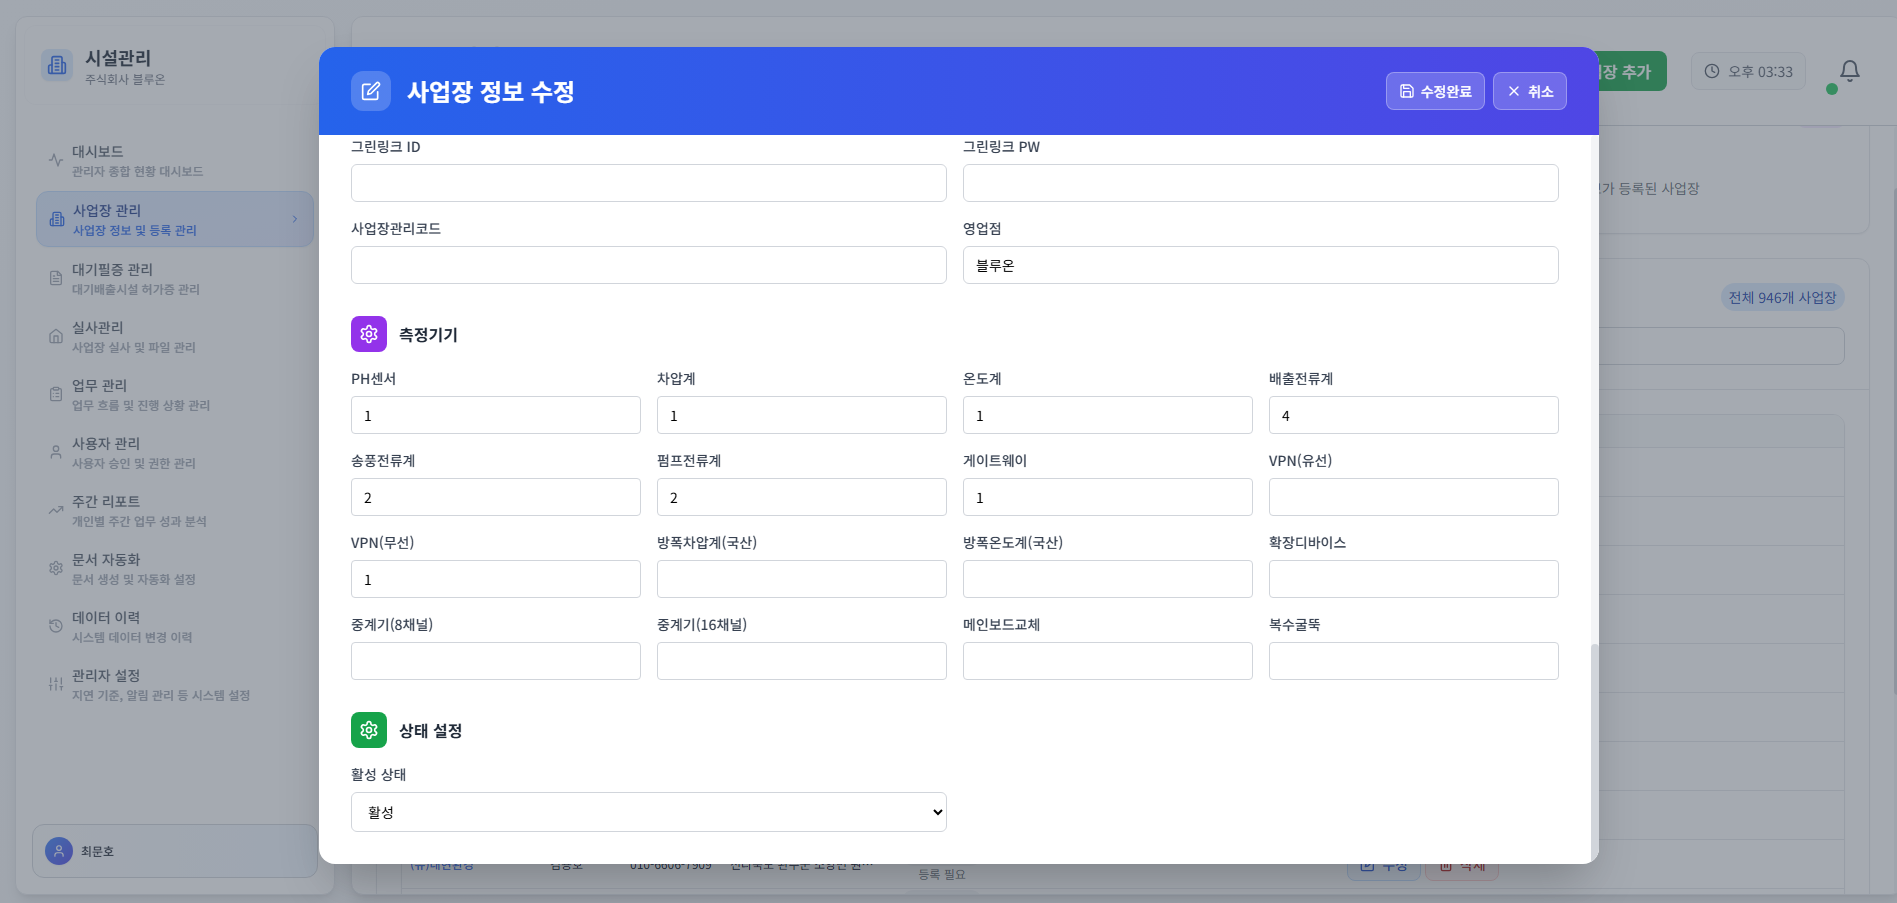 시설관리
주식회사 블루온
대시보드
관리자 종합 현황 대시보드
사업장 관리
사업장 정보 및 등록 관리
대기필증 관리
대기배출시설 허가증 관리
실사관리
사업장 실사 및 파일 관리
업무 관리
업무 흐름 및 진행 상황 관리
사용자 관리
사용자 승인 및 권한 관리
주간 리포트
개인별 주간 업무 성과 분석
문서 자동화
문서 생성 및 자동화 설정
데이터 이력
시스템 데이터 변경 이력
관리자 설정
지연 기준, 알림 관리 등 시스템 설정
최문호
사업장 정보 수정
수정완료
취소
장 추가
오후 03:33
그린링크 ID
그린링크 PW
사업장관리코드
영업점
블루온
측정기기
PH센서
차압계
온도계
배출전류계
1
1
1
4
송풍전류계
펌프전류계
게이트웨이
VPN(유선)
2
2
1
VPN(무선)
방폭차압계(국산)
방폭온도계(국산)
확장디바이스
1
중계기(8채널)
중계기(16채널)
메인보드교체
복수굴뚝
상태 설정
활성 상태
활성
가 등록된 사업장
전체 946개 사업장
등록 필요
수정
삭제